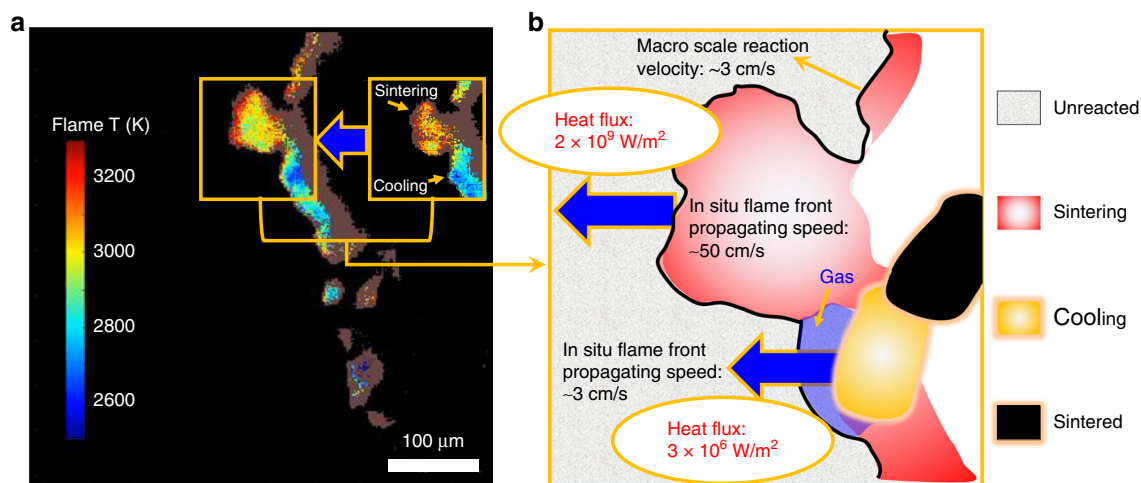 a
Flame T (K)
3200
3000
2800
2600
Sintering
Cooling
100 μm
b
Macro scale reaction
velocity: ~3 cm/s
Heat flux:
2 × 10⁹ W/m²
In situ flame front
propagating speed:
~50 cm/s
Gas
In situ flame front
propagating speed:
~3 cm/s
Heat flux:
3 × 10⁶ W/m²
Unreacted
Sintering
Cooling
Sintered